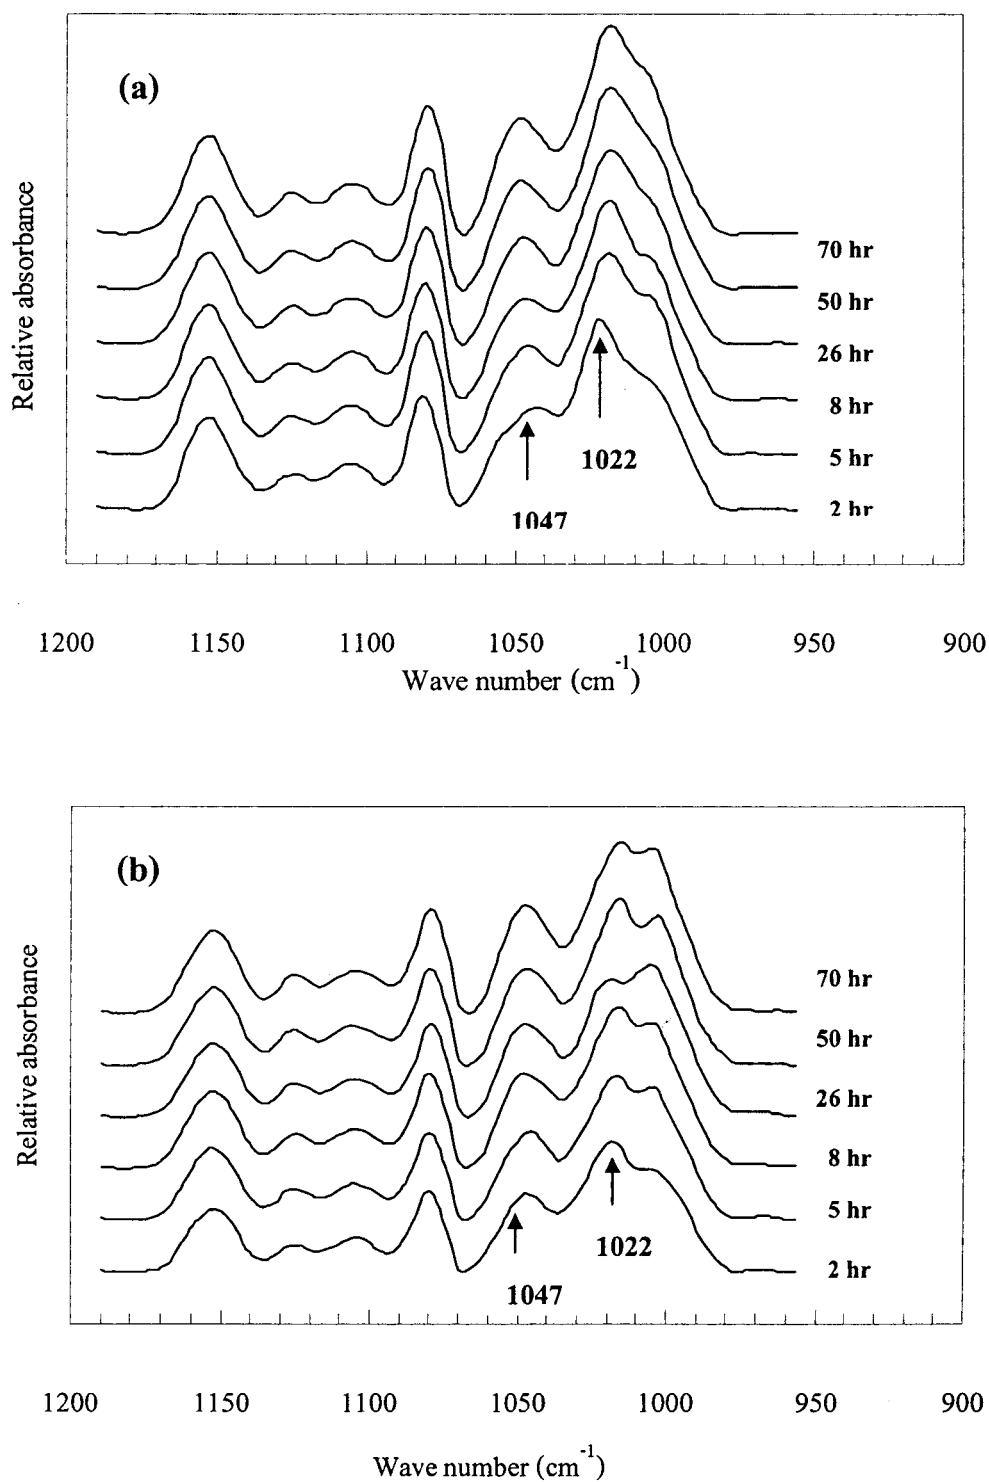 (a)
Relative absorbance
70 hr
50 hr
26 hr
8 hr
5 hr
2 hr
1022
1047
1200 1150 1100 1050 1000 950 900
Wave number (cm-1)
(b)
Relative absorbance
70 hr
50 hr
26 hr
8 hr
5 hr
2 hr
1022
1047
1200 1150 1100 1050 1000 950 900
Wave number (cm-1)